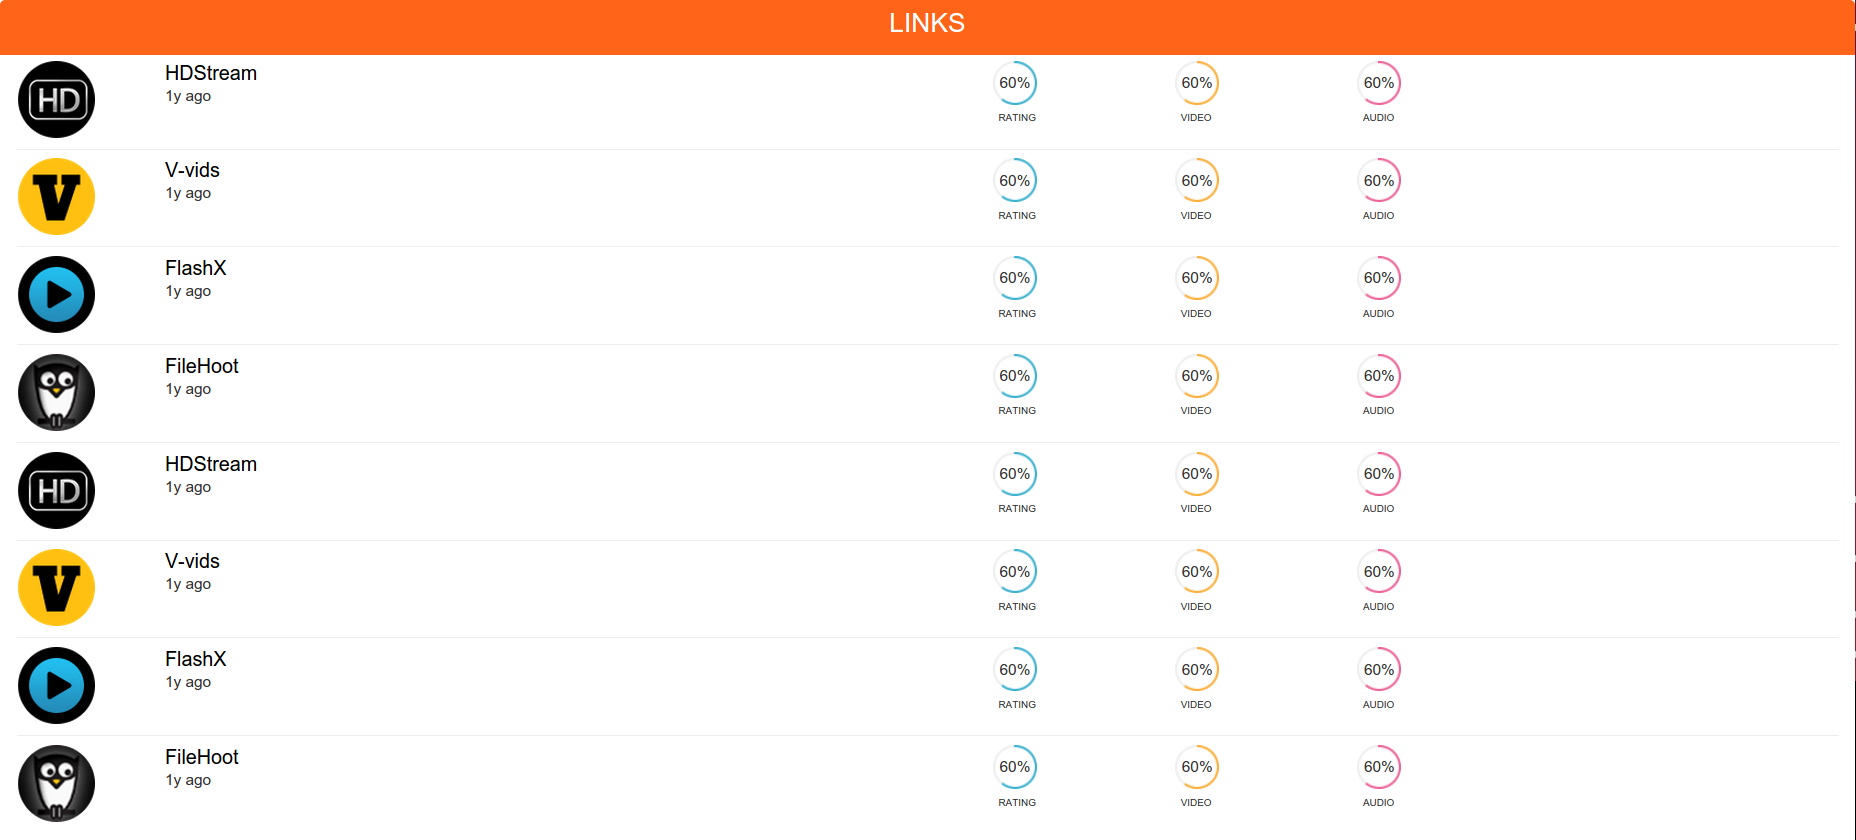 LINKS
HD
HDStream
1y ago
60%
RATING
60%
VIDEO
60%
AUDIO
V
V-vids
1y ago
60%
RATING
60%
VIDEO
60%
AUDIO
FlashX
1y ago
60%
RATING
60%
VIDEO
60%
AUDIO
FileHoot
1y ago
60%
RATING
60%
VIDEO
60%
AUDIO
HD
HDStream
1y ago
60%
RATING
60%
VIDEO
60%
AUDIO
V
V-vids
1y ago
60%
RATING
60%
VIDEO
60%
AUDIO
FlashX
1y ago
60%
RATING
60%
VIDEO
60%
AUDIO
FileHoot
1y ago
60%
RATING
60%
VIDEO
60%
AUDIO